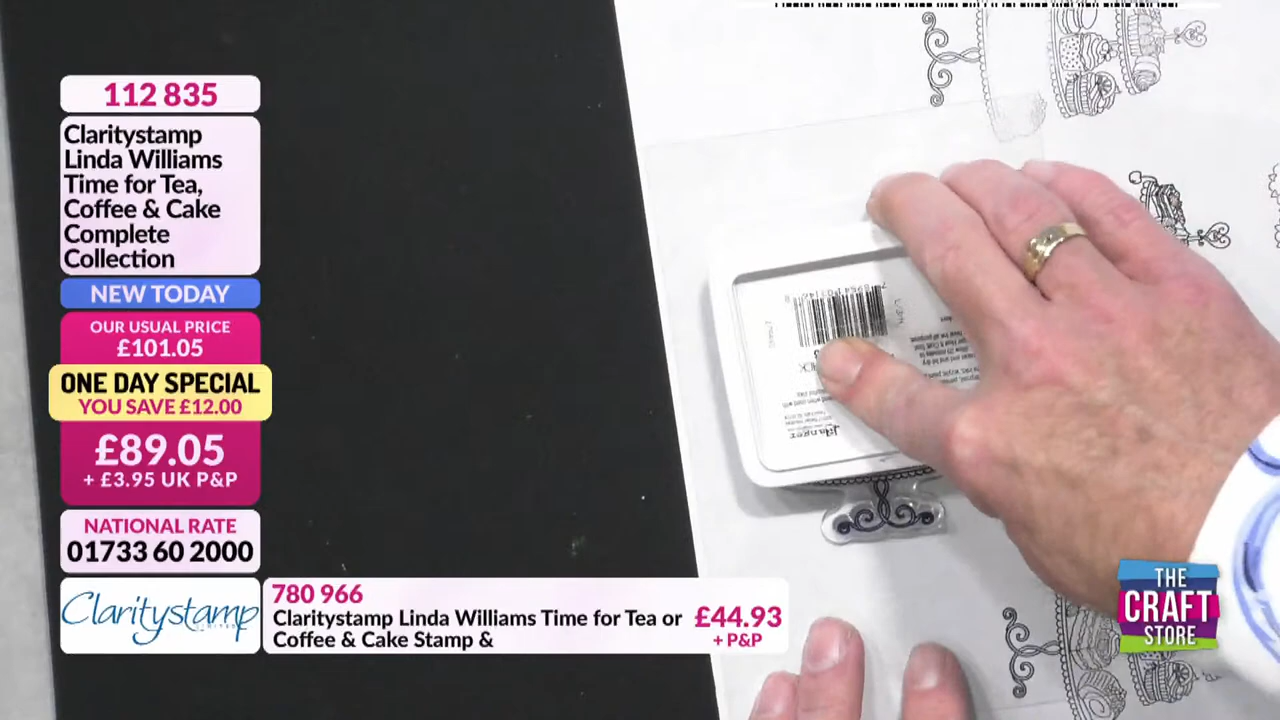 112 835
Claritystamp
Linda Williams
Time for Tea,
Coffee & Cake
Complete
Collection
NEW TODAY
OUR USUAL PRICE
£101.05
ONE DAY SPECIAL
YOU SAVE £12.00
£89.05
+ £3.95 UK P&P
NATIONAL RATE
01733 60 2000
Claritystamp
LIMITED
780 966
Claritystamp Linda Williams Time for Tea or
Coffee & Cake Stamp &
£44.93
+ P&P
THE
CRAFT
STORE
Ranger